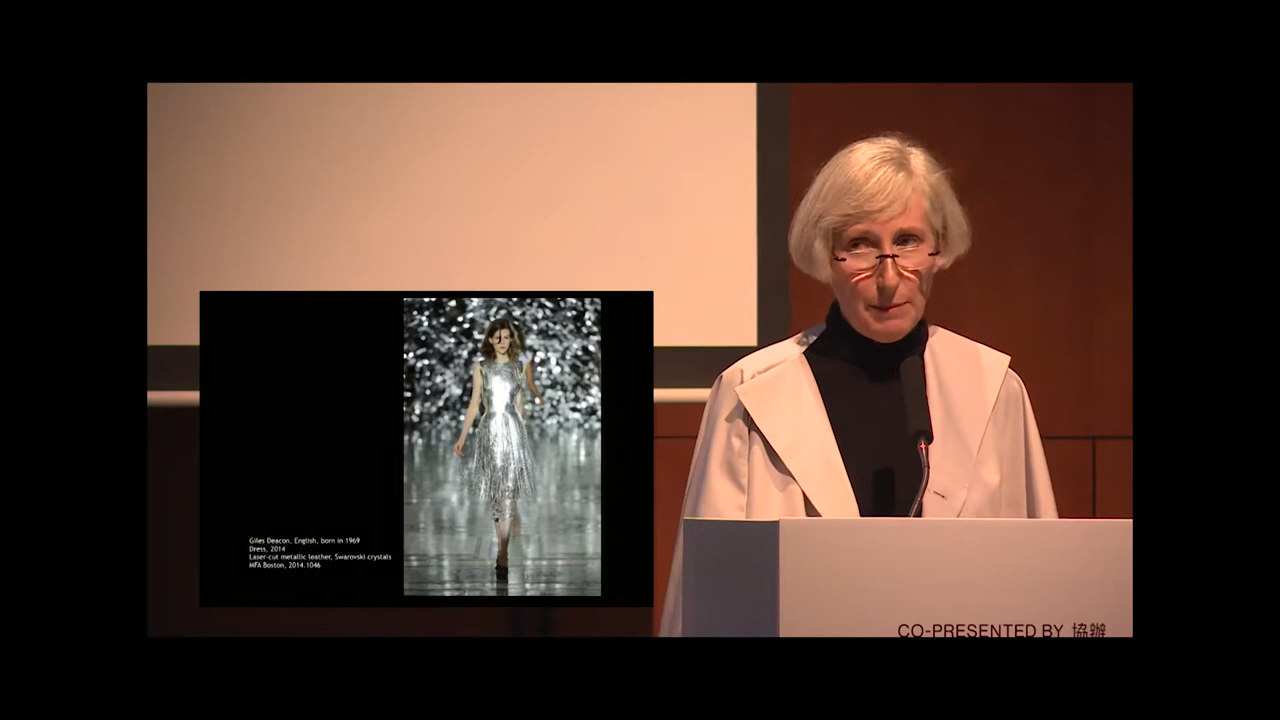 Giles Deacon, English, born in 1969
Dress, 2014
Laser-cut metallic leather, Swarovski crystals
MFA Boston, 2014.1046
CO-PRESENTED BY 協辦